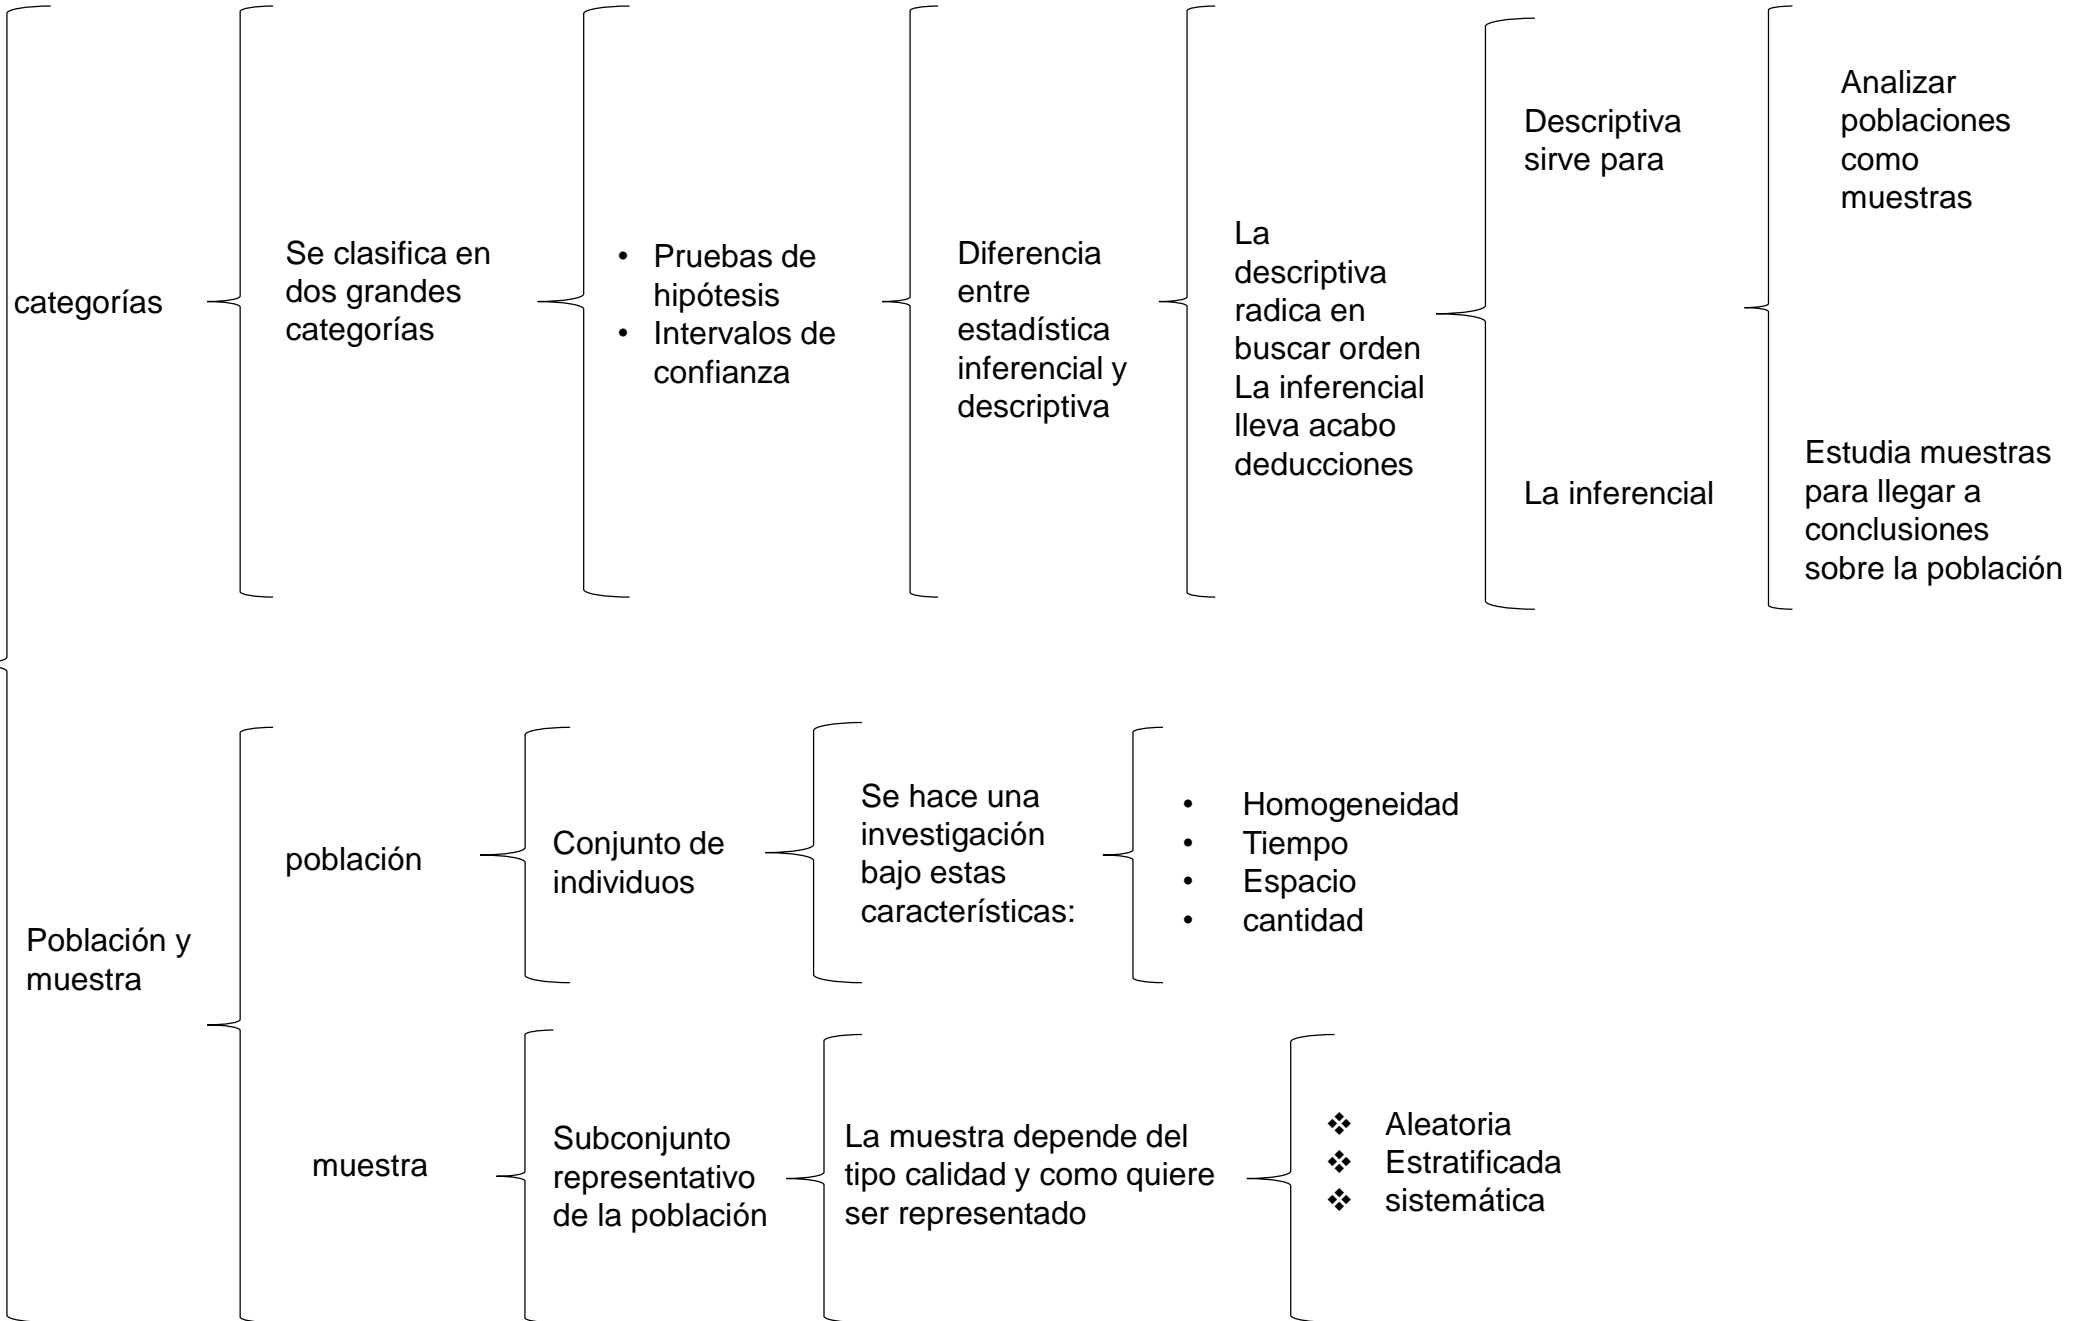 categorías
Se clasifica en
dos grandes
categorías
• Pruebas de
hipótesis
• Intervalos de
confianza
Diferencia
entre
estadística
inferencial y
descriptiva
La
descriptiva
radica en
buscar orden
La inferencial
lleva acabo
deducciones
Descriptiva
sirve para
Analizar
poblaciones
como
muestras
La inferencial
Estudia muestras
para llegar a
conclusiones
sobre la población
Población y
muestra
población
Conjunto de
individuos
Se hace una
investigación
bajo estas
características:
• Homogeneidad
• Tiempo
• Espacio
• cantidad
muestra
Subconjunto
representativo
de la población
La muestra depende del
tipo calidad y como quiere
ser representado
❖ Aleatoria
❖ Estratificada
❖ sistemática